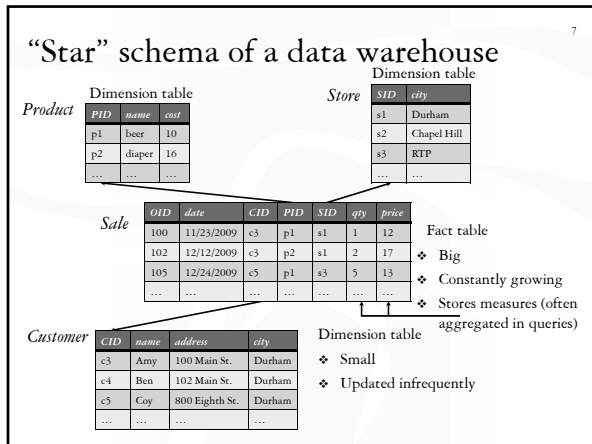 7
“Star” schema of a data warehouse
Dimension table
Product
PID name cost
p1 beer 10
p2 diaper 16
… … …
Dimension table
Store
SID city
s1 Durham
s2 Chapel Hill
s3 RTP
… …
Sale
OID date CID PID SID qty price
100 11/23/2009 c3 p1 s1 1 12
102 12/12/2009 c3 p2 s1 2 17
105 12/24/2009 c5 p1 s3 5 13
… … … … … … …
Fact table
❖ Big
❖ Constantly growing
❖ Stores measures (often
aggregated in queries)
Customer
CID name address city
c3 Amy 100 Main St. Durham
c4 Ben 102 Main St. Durham
c5 Coy 800 Eighth St. Durham
… … … …
Dimension table
❖ Small
❖ Updated infrequently